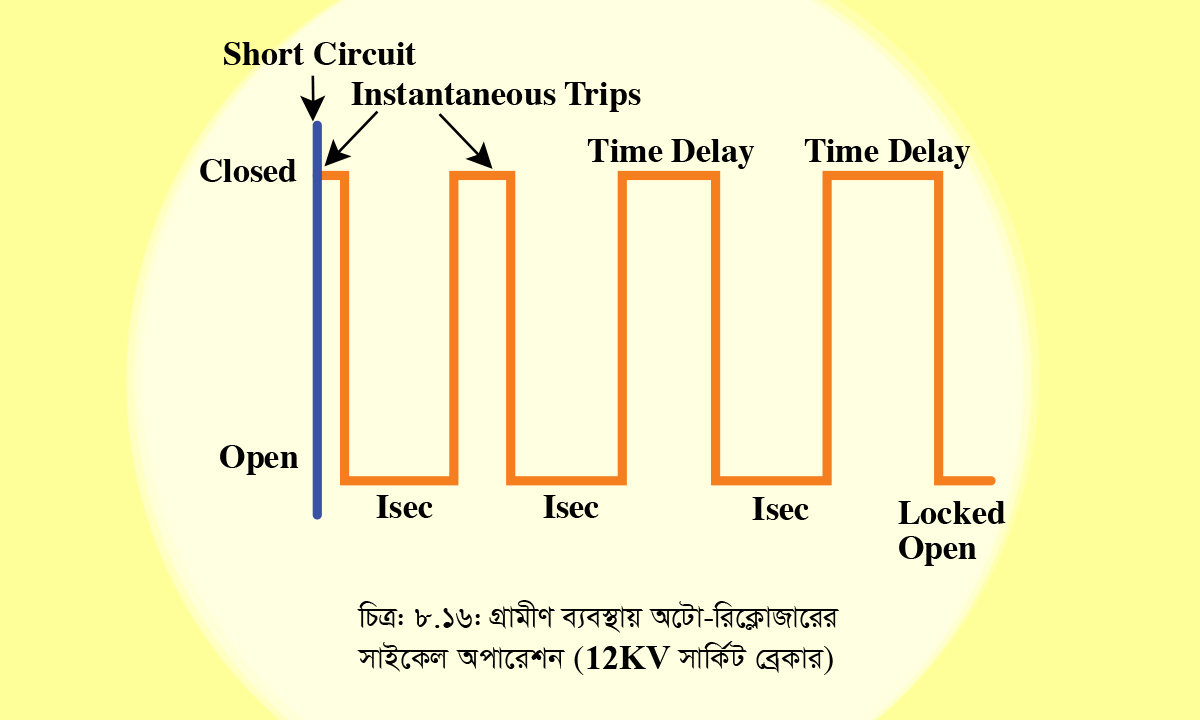 Short Circuit
Instantaneous Trips
Time Delay
Time Delay
Closed
Open
Isec
Isec
Isec
Locked
Open
চিত্র: ৮.১৬: গ্রামীণ ব্যবস্থায় অটো-রিক্লোজারের
সাইকেল অপারেশন (12KV সার্কিট ব্রেকার)